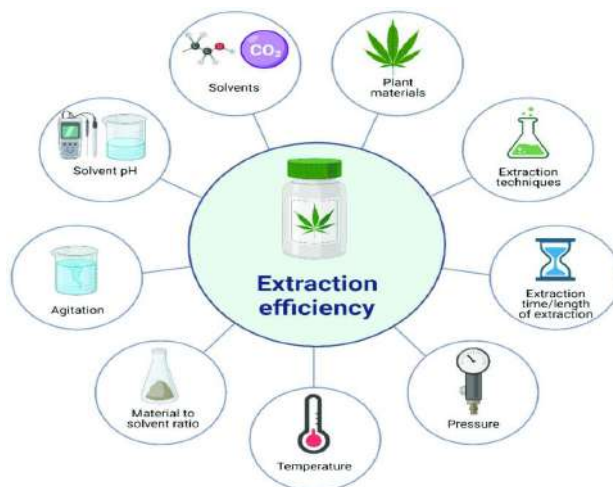 CO₂
Solvents
Plant
materials
Solvent pH
Extraction
techniques
Extraction
efficiency
Agitation
Extraction
time/length
of extraction
Material to
solvent ratio
Pressure
Temperature